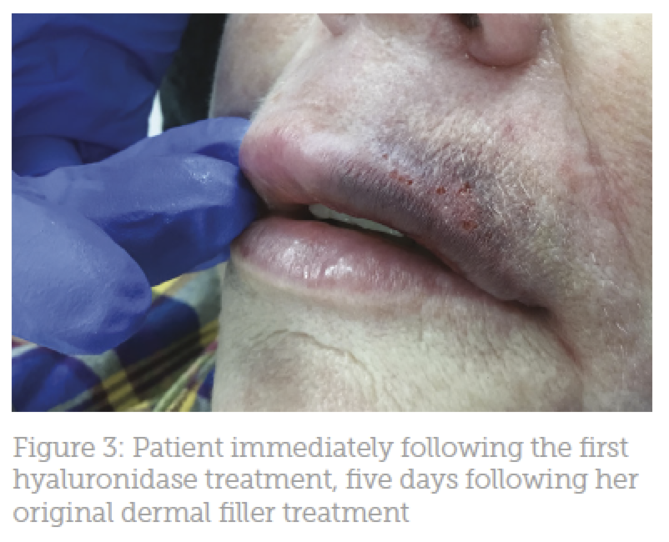 Figure 3: Patient immediately following the first
hyaluronidase treatment, five days following her
original dermal filler treatment